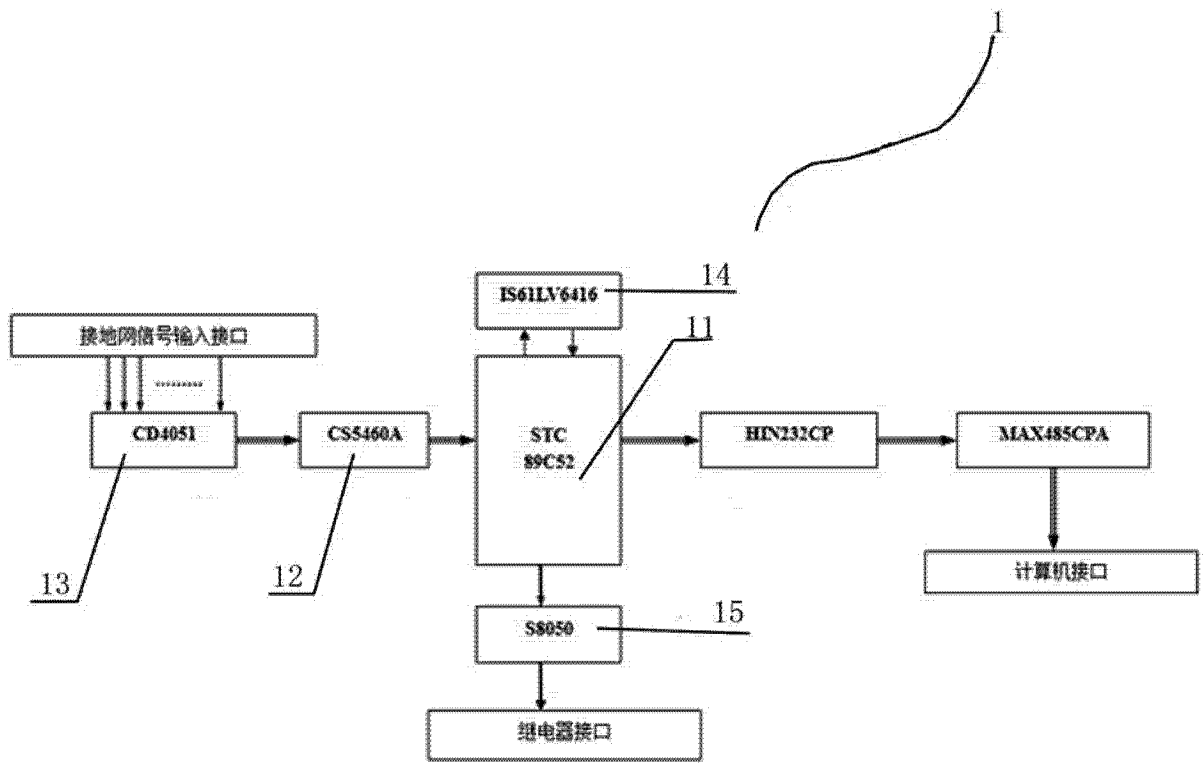 1
IS61LV6416
14
接地网信号输入接口
11
CD4051
CS5460A
STC
89C52
HIN232CP
MAX485CPA
13
12
计算机接口
S8050
15
继电器接口